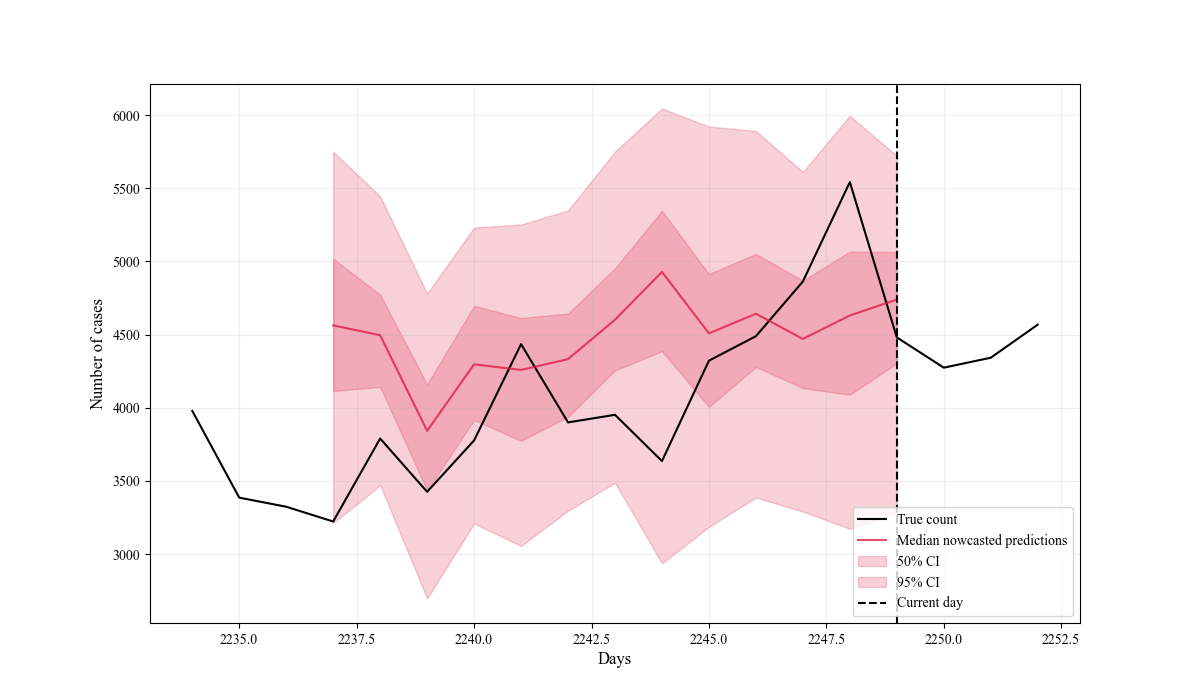 6000
5500
5000
4500
4000
3500
3000
Number of cases
2235.0 2237.5 2240.0 2242.5 2245.0 2247.5 2250.0 2252.5
Days
True count
Median nowcasted predictions
50% CI
95% CI
Current day